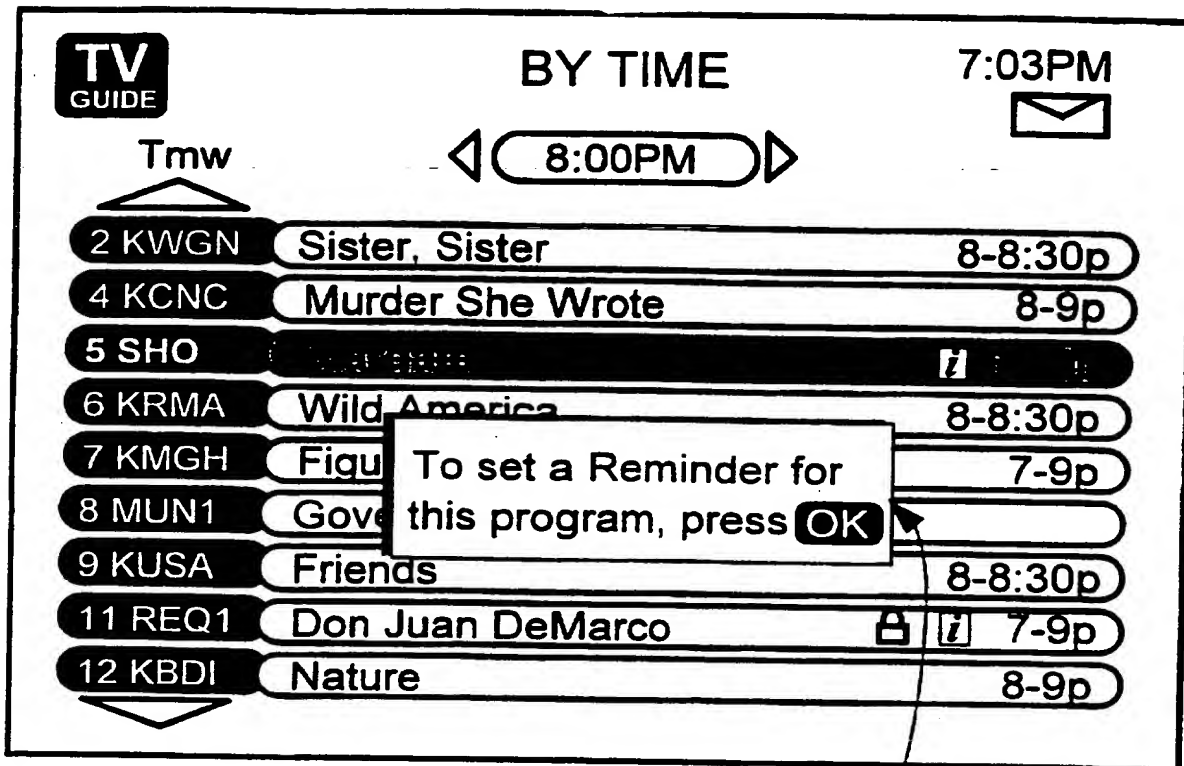 TV
GUIDE
BY TIME
7:03PM
Tmw
8:00PM
2 KWGN Sister, Sister 8-8:30p
4 KCNC Murder She Wrote 8-9p
5 SHO i
6 KRMA Wild America 8-8:30p
7 KMGH Figu 7-9p
8 MUN1 Gove
9 KUSA Friends 8-8:30p
11 REQ1 Don Juan DeMarco i 7-9p
12 KBDI Nature 8-9p
To set a Reminder for
this program, press OK